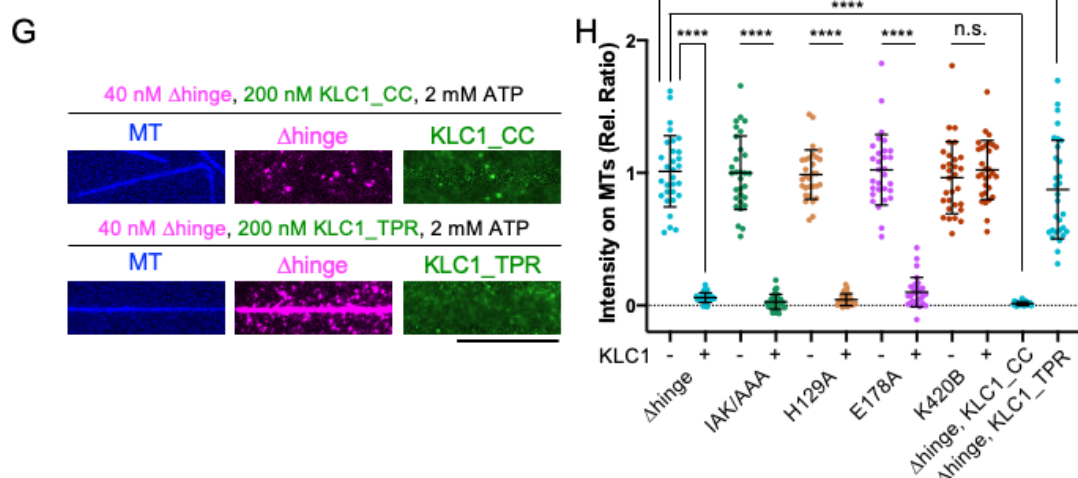 G
40 nM Δhinge, 200 nM KLC1_CC, 2 mM ATP
MT Δhinge KLC1_CC
40 nM Δhinge, 200 nM KLC1_TPR, 2 mM ATP
MT Δhinge KLC1_TPR
H
****
**** **** **** **** n.s.
Intensity on MTs (Rel. Ratio)
2
1
0
KLC1 - + - + - + - + - +
Δhinge
IAK/AAA
H129A
E178A
K420B
Δhinge, KLC1_CC
Δhinge, KLC1_TPR